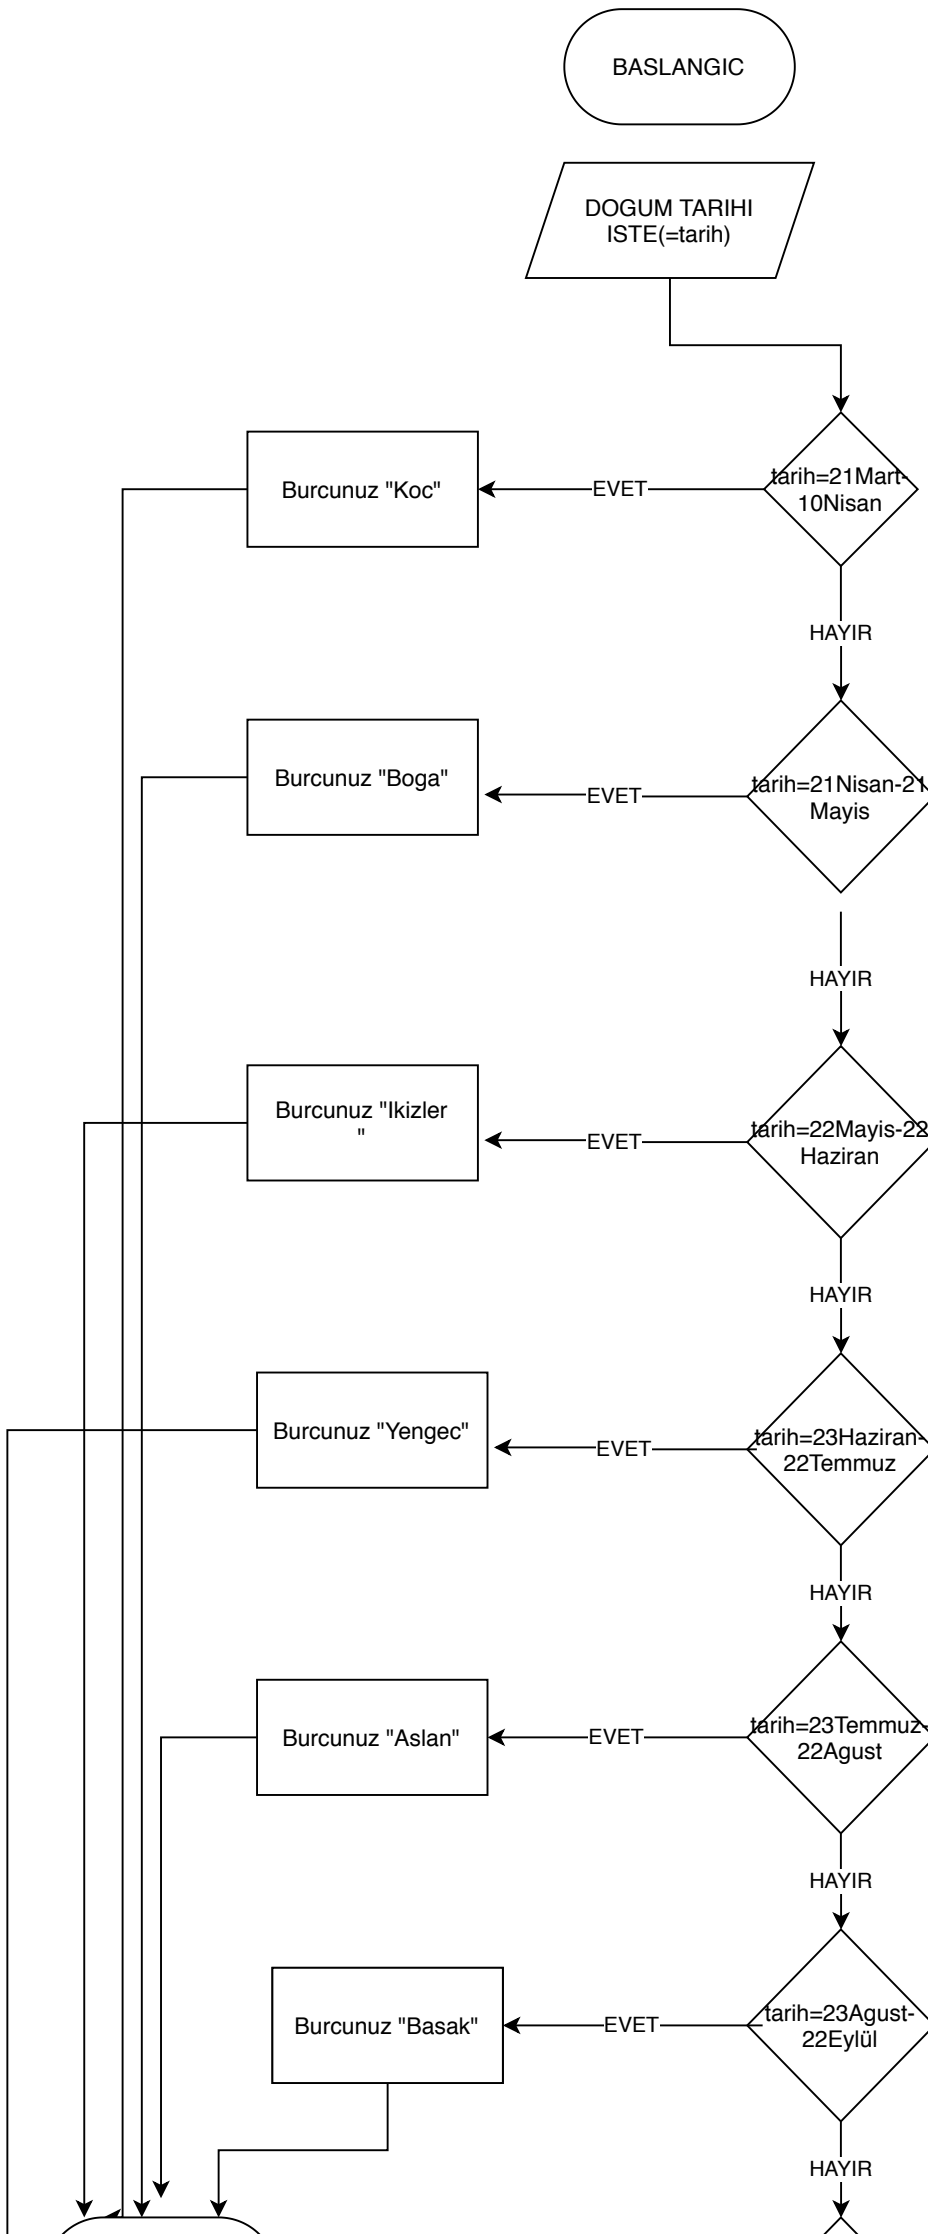 BASLANGIC
DOGUM TARIHI
ISTE(=tarih)
Burcunuz "Koc"
EVET
tarih=21Mart-
10Nisan
HAYIR
Burcunuz "Boga"
EVET
tarih=21Nisan-21
Mayis
HAYIR
Burcunuz "Ikizler
"
EVET
tarih=22Mayis-22
Haziran
HAYIR
Burcunuz "Yengec"
EVET
tarih=23Haziran-
22Temmuz
HAYIR
Burcunuz "Aslan"
EVET
tarih=23Temmuz-
22Agust
HAYIR
Burcunuz "Basak"
EVET
tarih=23Agust-
22Eylül
HAYIR